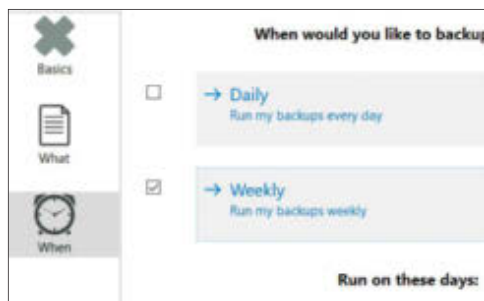 When would you like to backup
Basics
Daily
Run my backups every day
What
Weekly
Run my backups weekly
When
Run on these days: